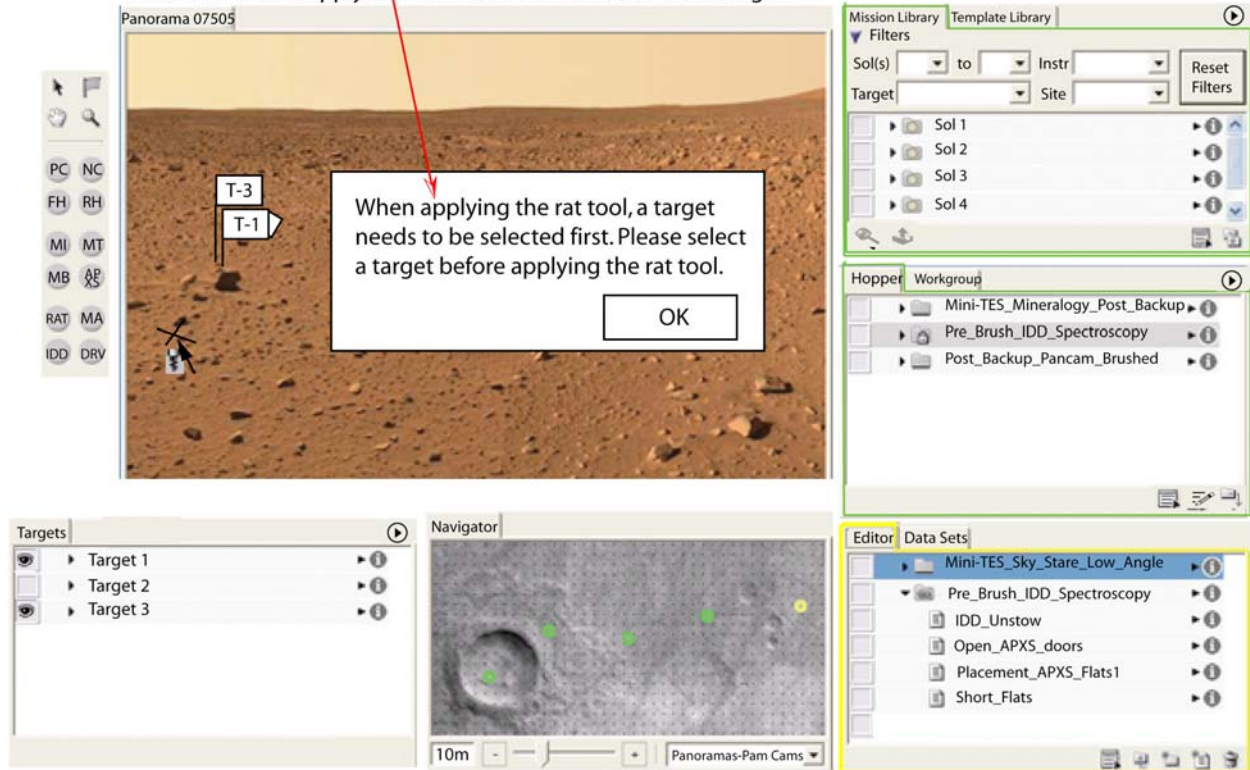 Panorama 07505
PC NC
FH RH
MI MT
MB APXS
RAT MA
IDD DRV
T-3
T-1
When applying the rat tool, a target
needs to be selected first. Please select
a target before applying the rat tool.
OK
Mission Library Template Library
Filters
Sol(s) to Instr
Reset
Filters
Target Site
Sol 1
Sol 2
Sol 3
Sol 4
Hopper Workgroup
Mini-TES_Mineralogy_Post_Backup
Pre_Brush_IDD_Spectroscopy
Post_Backup_Pancam_Brushed
Targets
Target 1
Target 2
Target 3
Navigator
10m - + Panoramas-Pam Cams
Editor Data Sets
Mini-TES_Sky_Stare_Low_Angle
Pre_Brush_IDD_Spectroscopy
IDD_Unstow
Open_APXS_doors
Placement_APXS_Flats1
Short_Flats